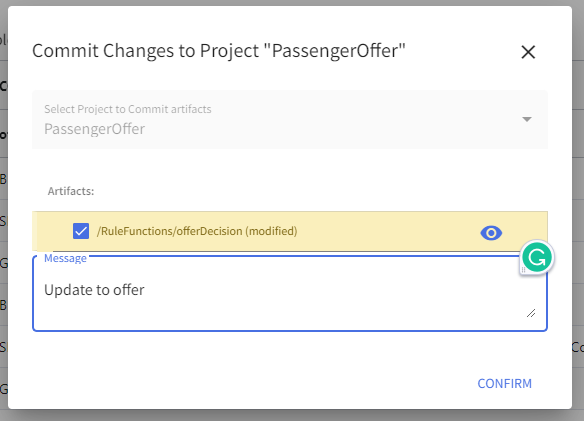 Commit Changes to Project "PassengerOffer"
Select Project to Commit artifacts
PassengerOffer
Artifacts:
/RuleFunctions/offerDecision (modified)
Message
Update to offer
CONFIRM